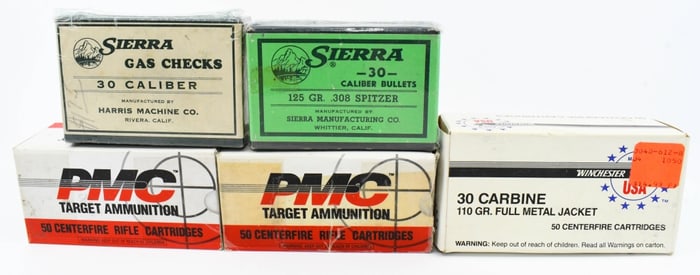 SIERRA
GAS CHECKS
30 CALIBER
MANUFACTURED BY
HARRIS MACHINE CO.
RIVERA, CALIF.
SIERRA
®
—30—
CALIBER BULLETS
125 GR. .308 SPITZER
MANUFACTURED BY
SIERRA MANUFACTURING CO.
WHITTIER, CALIF.
PMC
TARGET AMMUNITION
50 CENTERFIRE RIFLE CARTRIDGES
PMC
TARGET AMMUNITION
50 CENTERFIRE RIFLE CARTRIDGES
WINCHESTER
USA
TM
1050
30 CARBINE
110 GR. FULL METAL JACKET
50 CENTERFIRE CARTRIDGES
WARNING: Keep out of reach of children. Read all Warnings on carton.